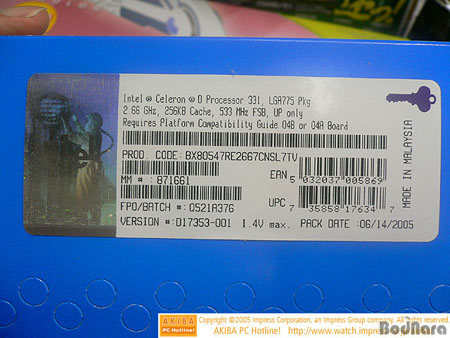 Intel ® Celeron ® D Processor 331, LGA775 Pkg
2.66 GHz, 256KB Cache, 533 MHz FSB, UP only
Requires Platform Compatibility Guide 04B or 04A Board
PROD. CODE: BX80547RE2667CNSL7TV
MM # : 871661
EAN 5 032037 005869
FPO/BATCH #: Q521A376
UPC 7 35858 17634 7
VERSION #: D17353-001 1.4V max. PACK DATE :06/14/2005
MADE IN MALAYSIA
AKIBA PC Hotline!
Copyright ©2005 Impress Corporation, an Impress Group company. All rights
AKIBA PC Hotline! http://www.watch.impress
BodNara